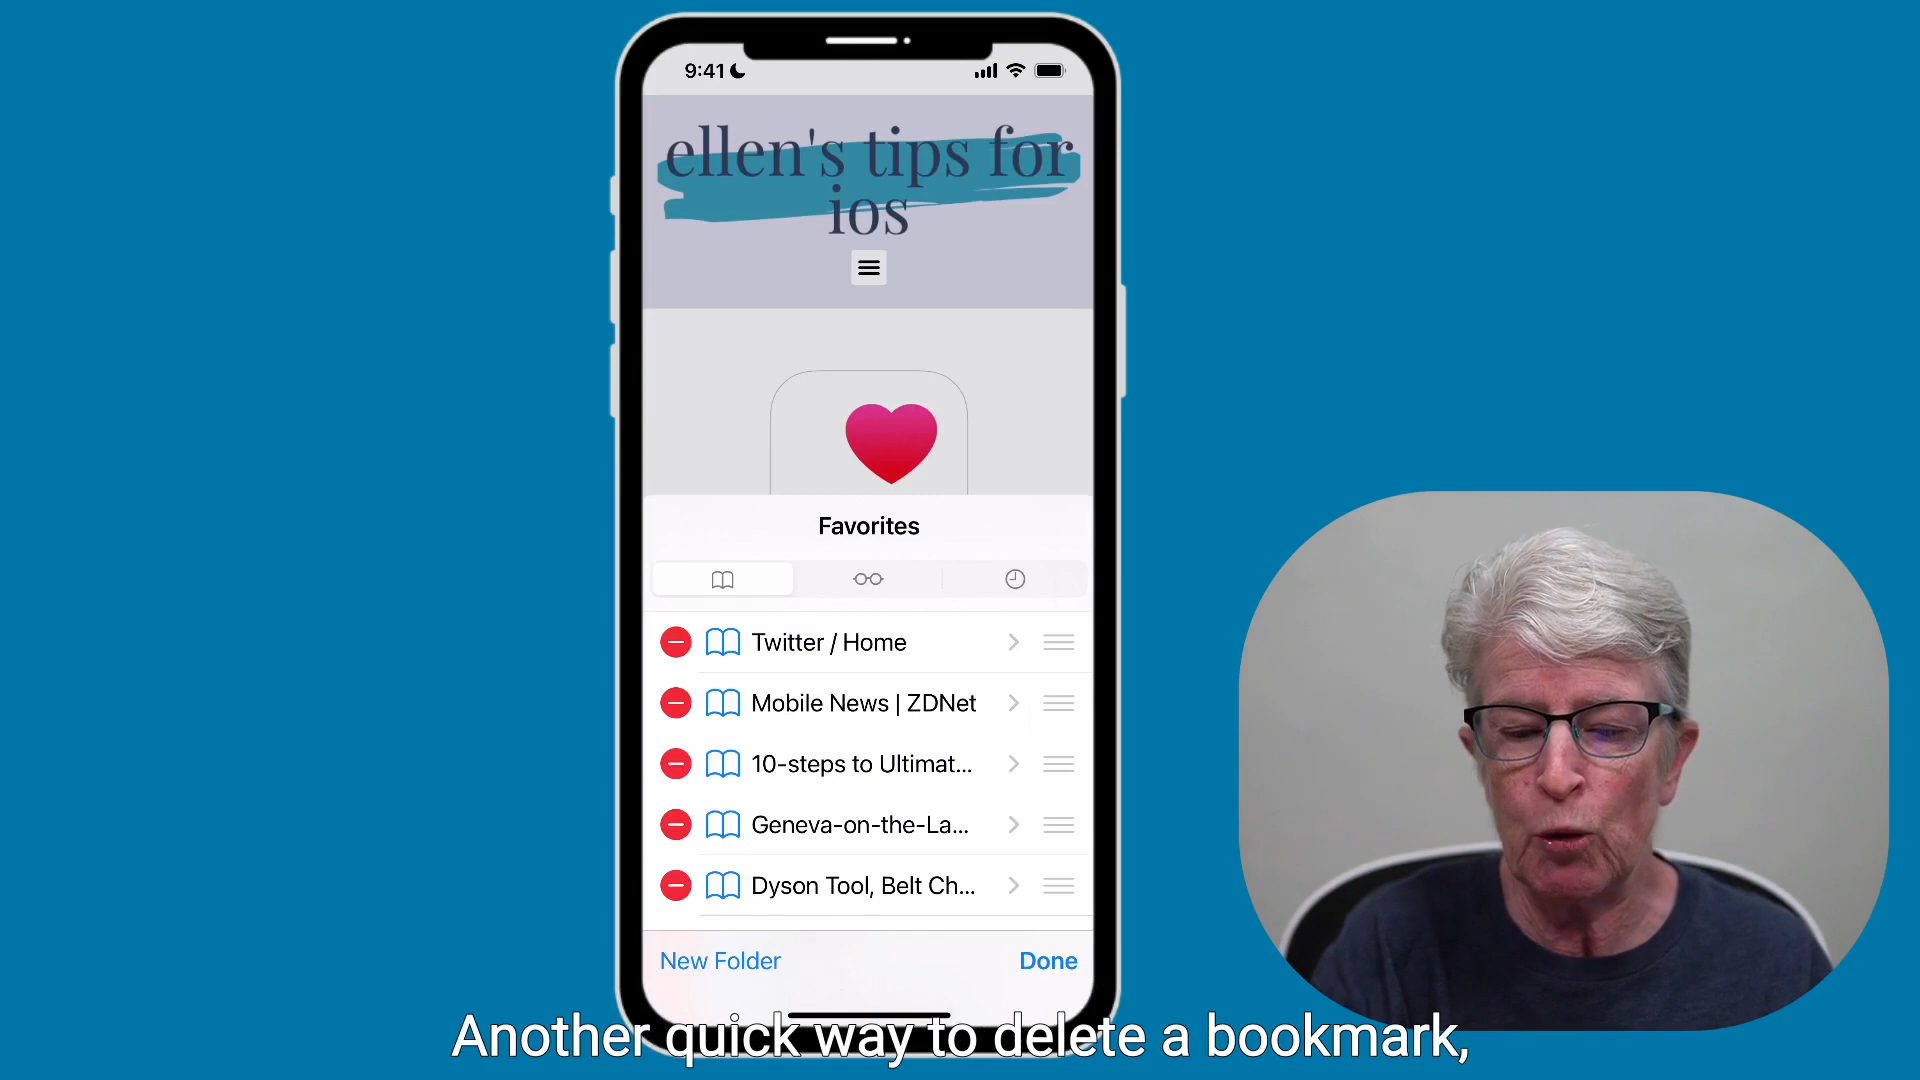 9:41
ellen's tips for
ios
Favorites
Twitter / Home
Mobile News | ZDNet
10-steps to Ultimat...
Geneva-on-the-La...
Dyson Tool, Belt Ch...
New Folder
Done
Another quick way to delete a bookmark,